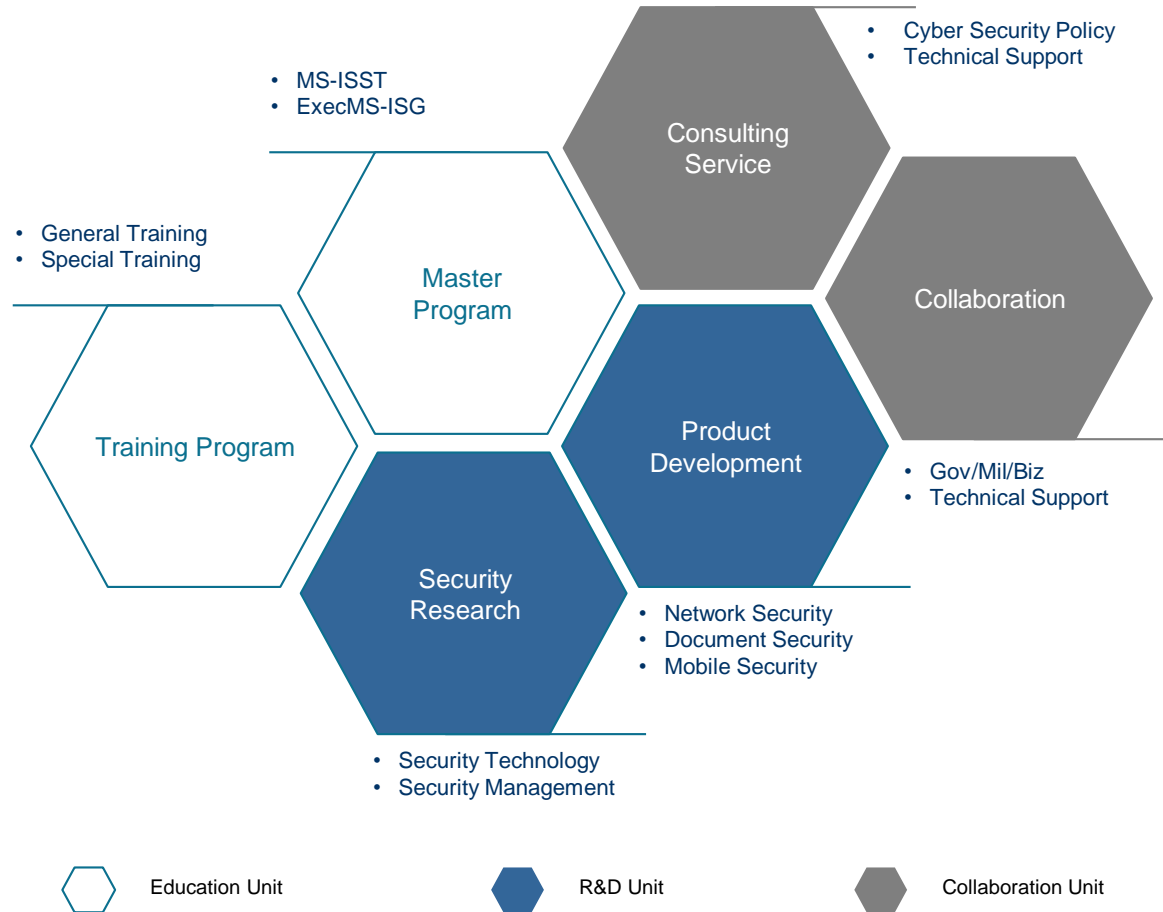 • Cyber Security Policy
• Technical Support
• MS-ISST
• ExecMS-ISG
Consulting
Service
• General Training
• Special Training
Master
Program
Collaboration
Training Program
Product
Development
• Gov/Mil/Biz
• Technical Support
Security
Research
• Network Security
• Document Security
• Mobile Security
• Security Technology
• Security Management
Education Unit
R&D Unit
Collaboration Unit